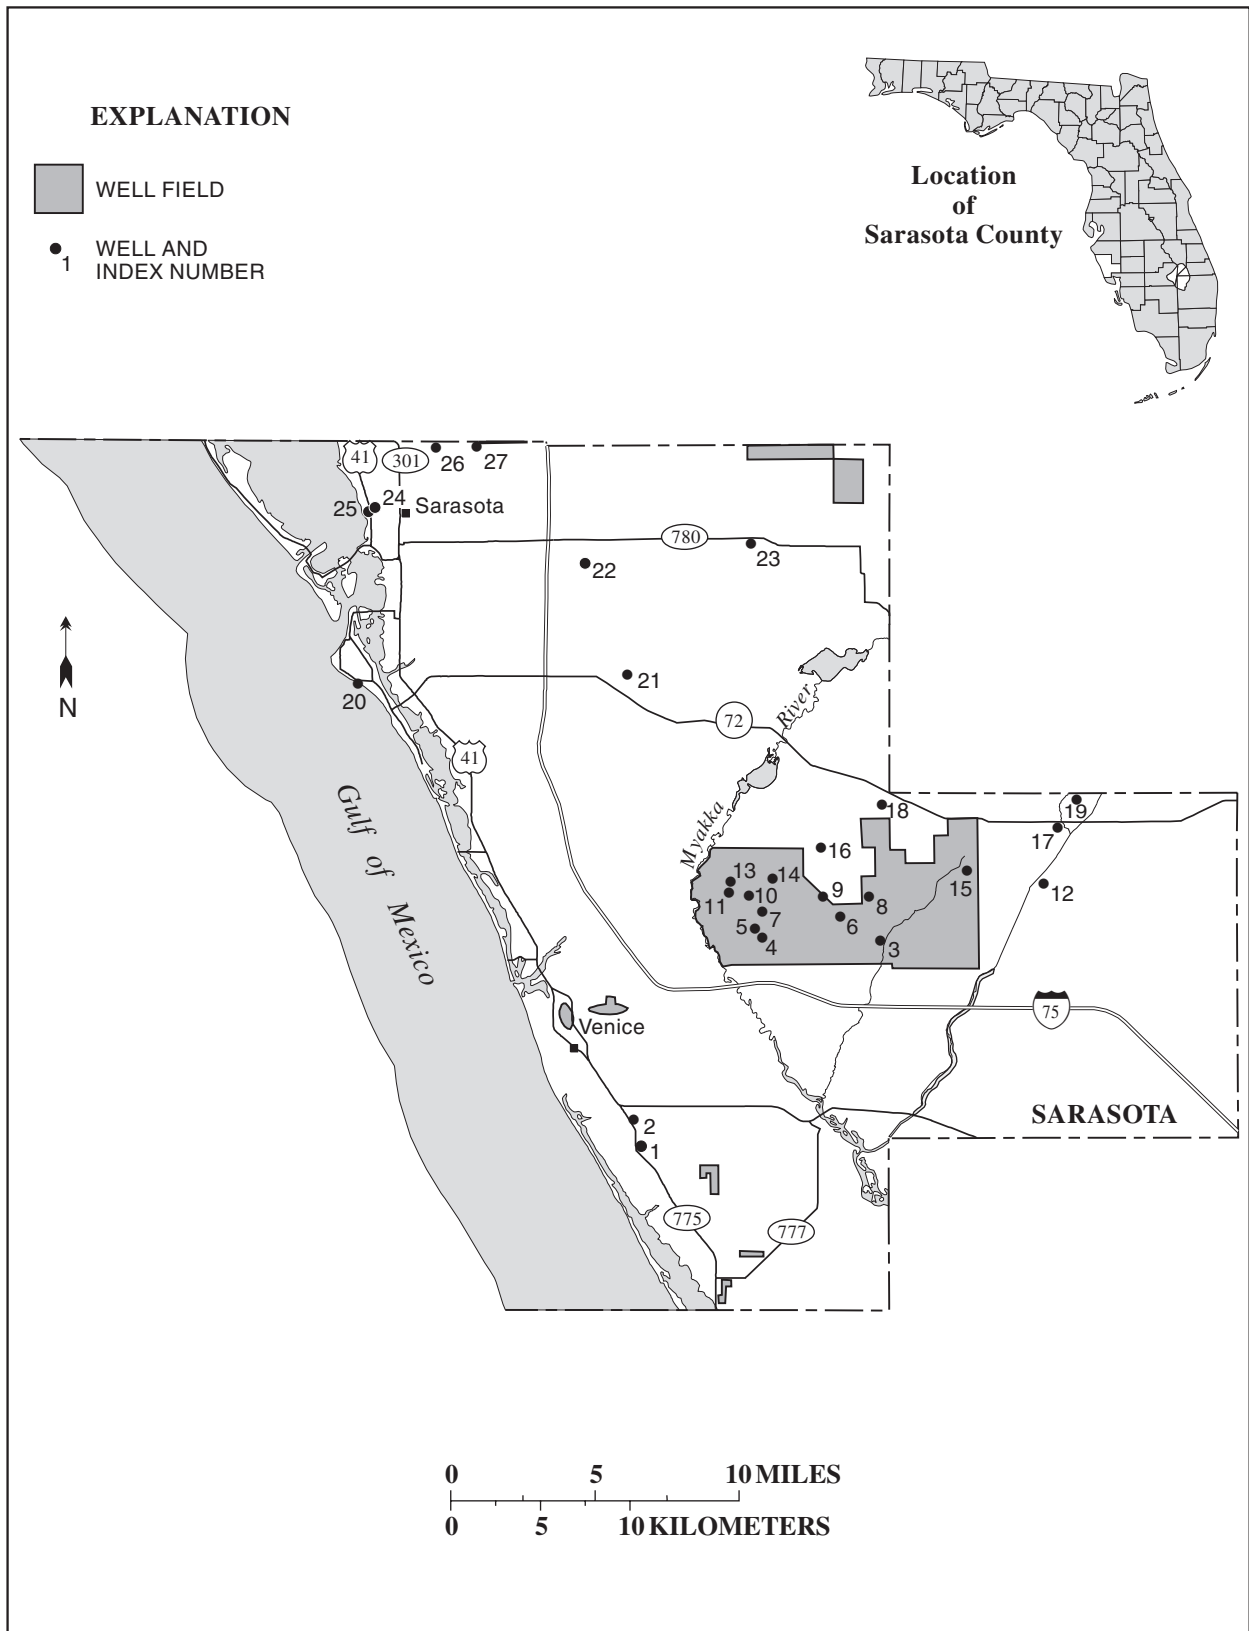 EXPLANATION
WELL FIELD
1
WELL AND
INDEX NUMBER
Location
of
Sarasota County
41
301
26
27
25
24
Sarasota
780
23
22
21
20
N
72
Myakka
River
41
Gulf of Mexico
18
19
17
16
13
14
15
12
11
10
9
8
7
6
5
4
3
75
Venice
SARASOTA
2
1
775
777
0 5 10 MILES
0 5 10 KILOMETERS